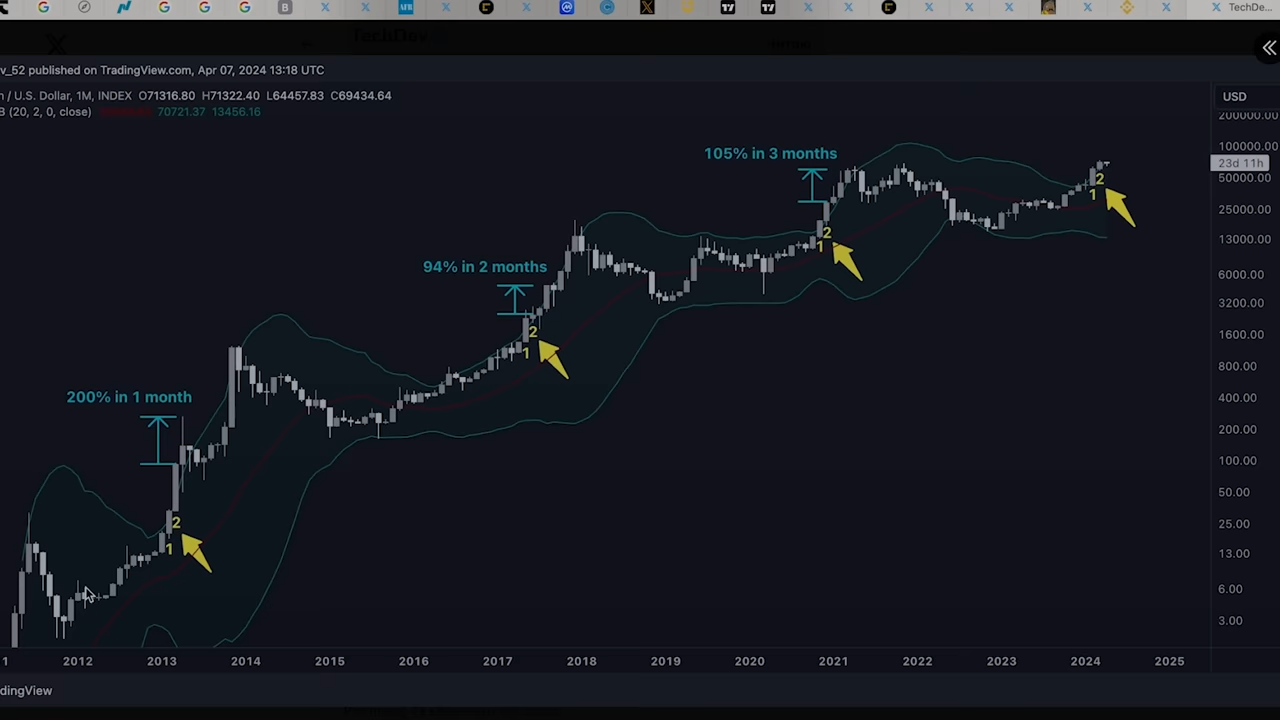 TechDe...
TechDev
v_52 published on TradingView.com, Apr 07, 2024 13:18 UTC
n / U.S. Dollar, 1M, INDEX O71316.80 H71322.40 L64457.83 C69434.64
B (20, 2, 0, close) 70721.37 13456.16
USD
200000.00
105% in 3 months
100000.00
23d 11h
2
50000.00
1
25000.00
2
13000.00
1
94% in 2 months
6000.00
3200.00
2
1600.00
1
800.00
200% in 1 month
400.00
200.00
100.00
50.00
2
25.00
1
13.00
6.00
3.00
1 2012 2013 2014 2015 2016 2017 2018 2019 2020 2021 2022 2023 2024 2025
dingView